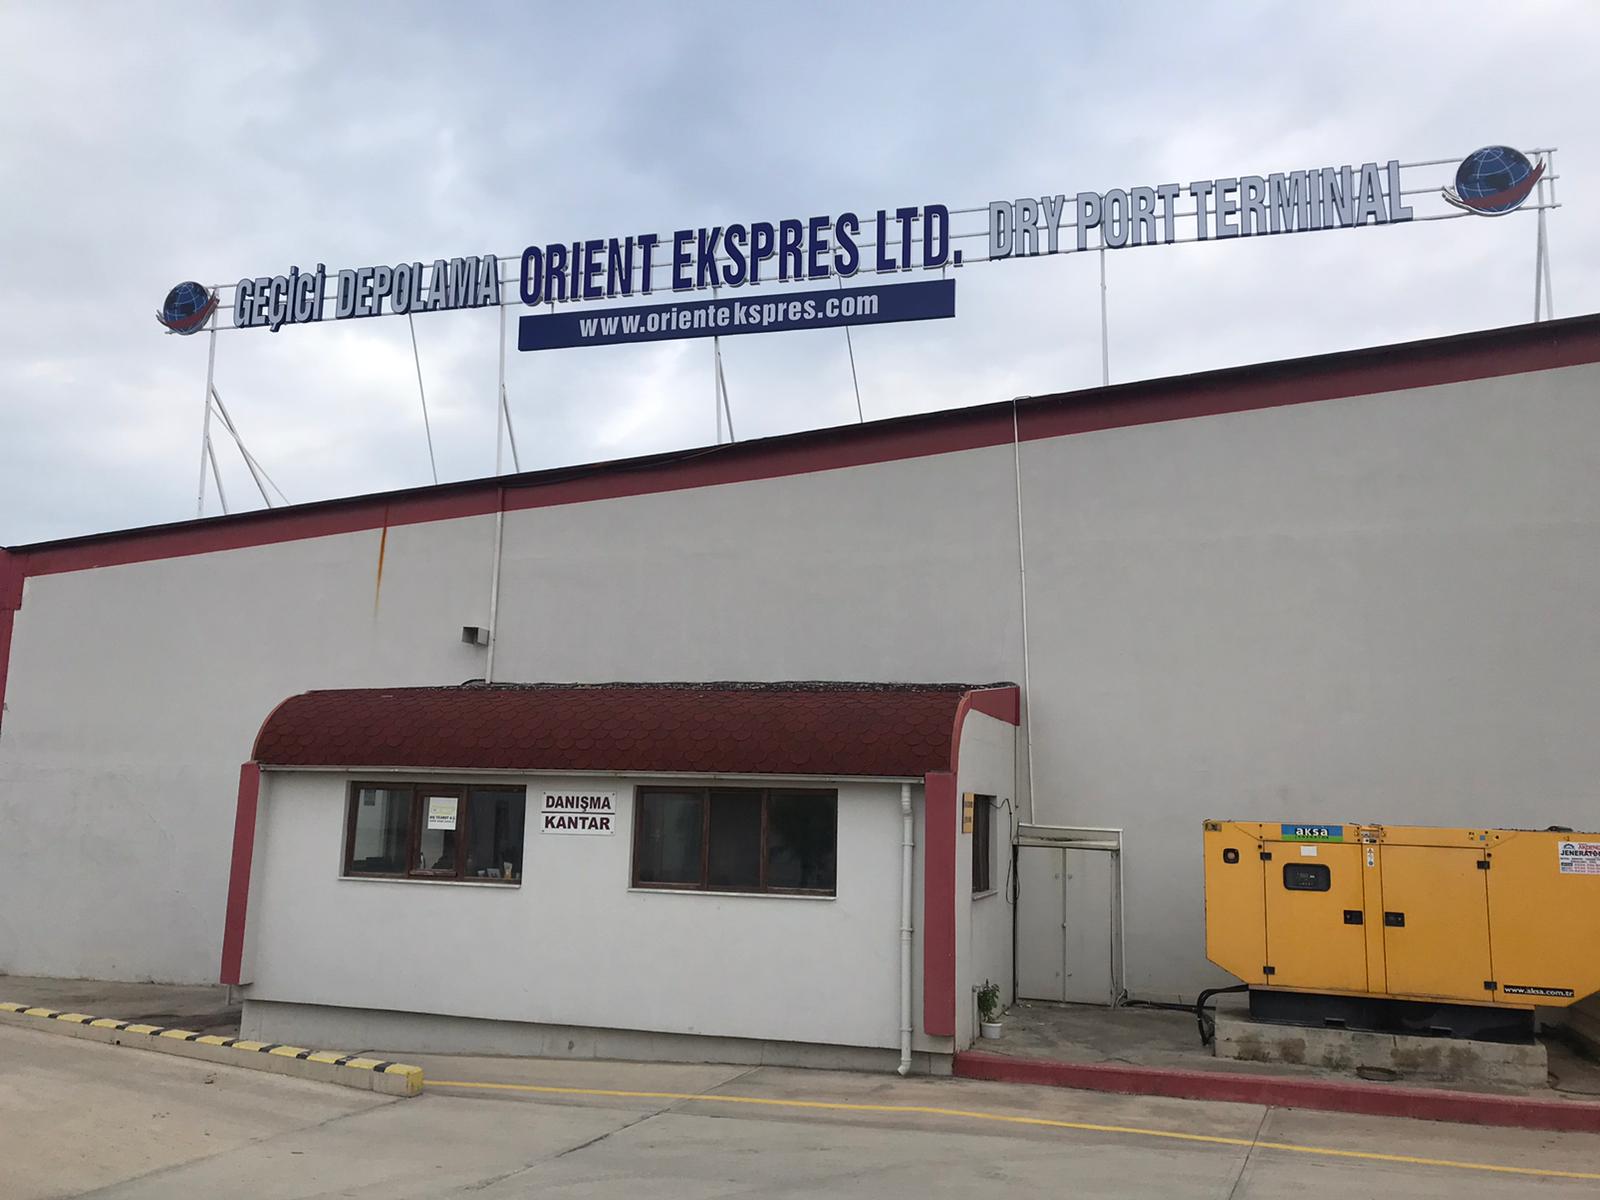 GEÇİCİ DEPOLAMA ORIENT EKSPRES LTD. DRY PORT TERMINAL
www.orientekspres.com
DANIŞMA
KANTAR
aksa
JENERATÖR
www.aksa.com.tr